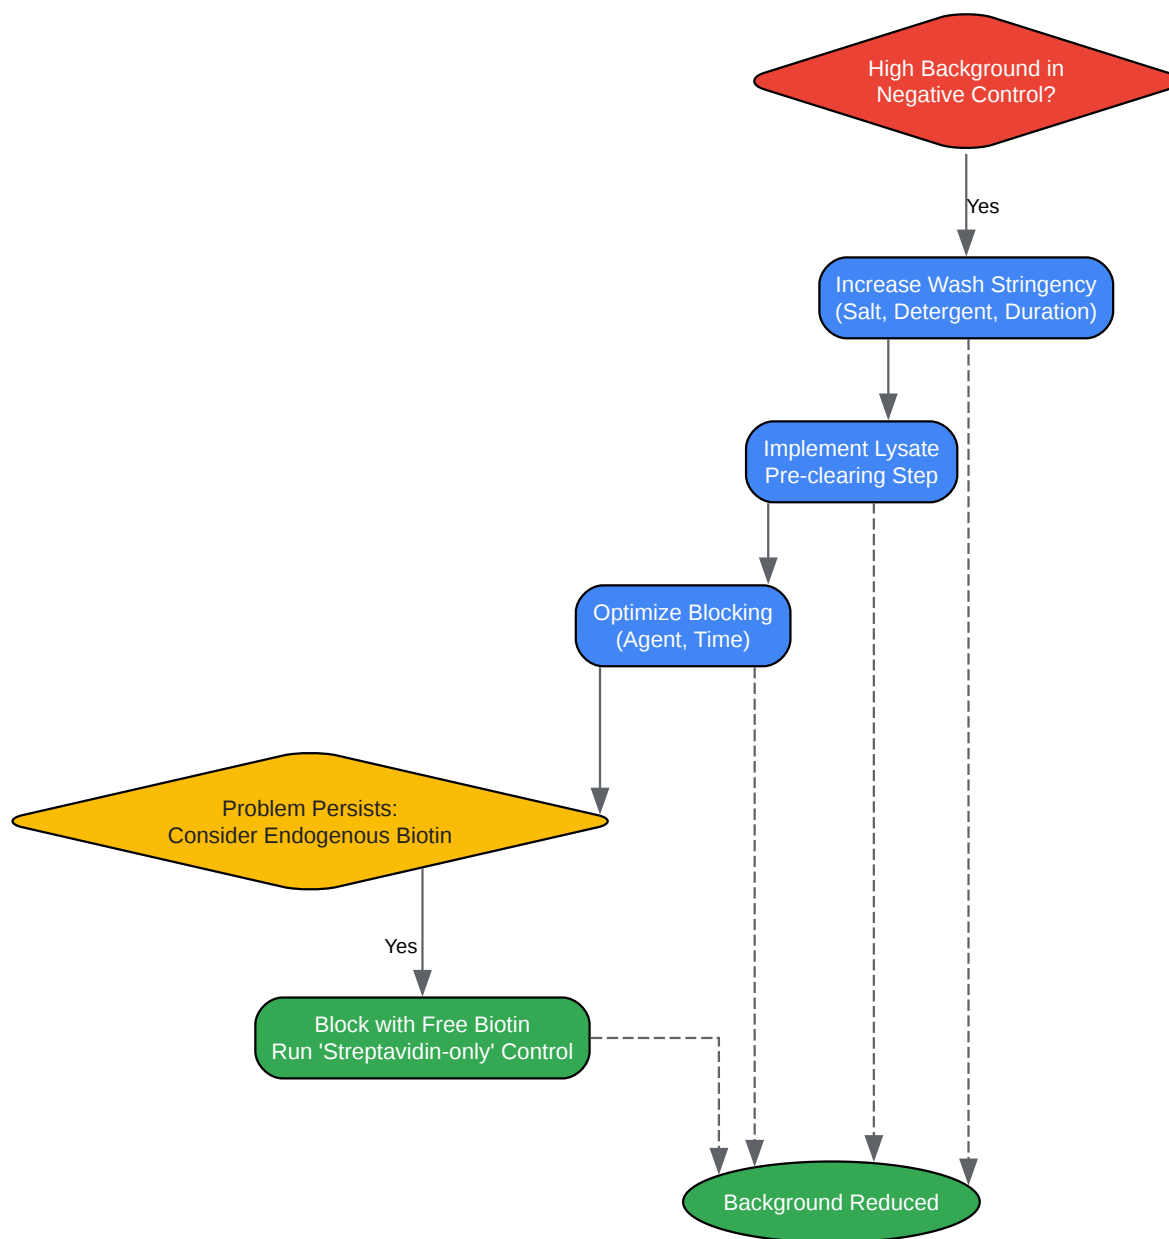 High Background in
Negative Control?
Yes
Increase Wash Stringency
(Salt, Detergent, Duration)
Implement Lysate
Pre-clearing Step
Optimize Blocking
(Agent, Time)
Problem Persists:
Consider Endogenous Biotin
Yes
Block with Free Biotin
Run 'Streptavidin-only' Control
Background Reduced